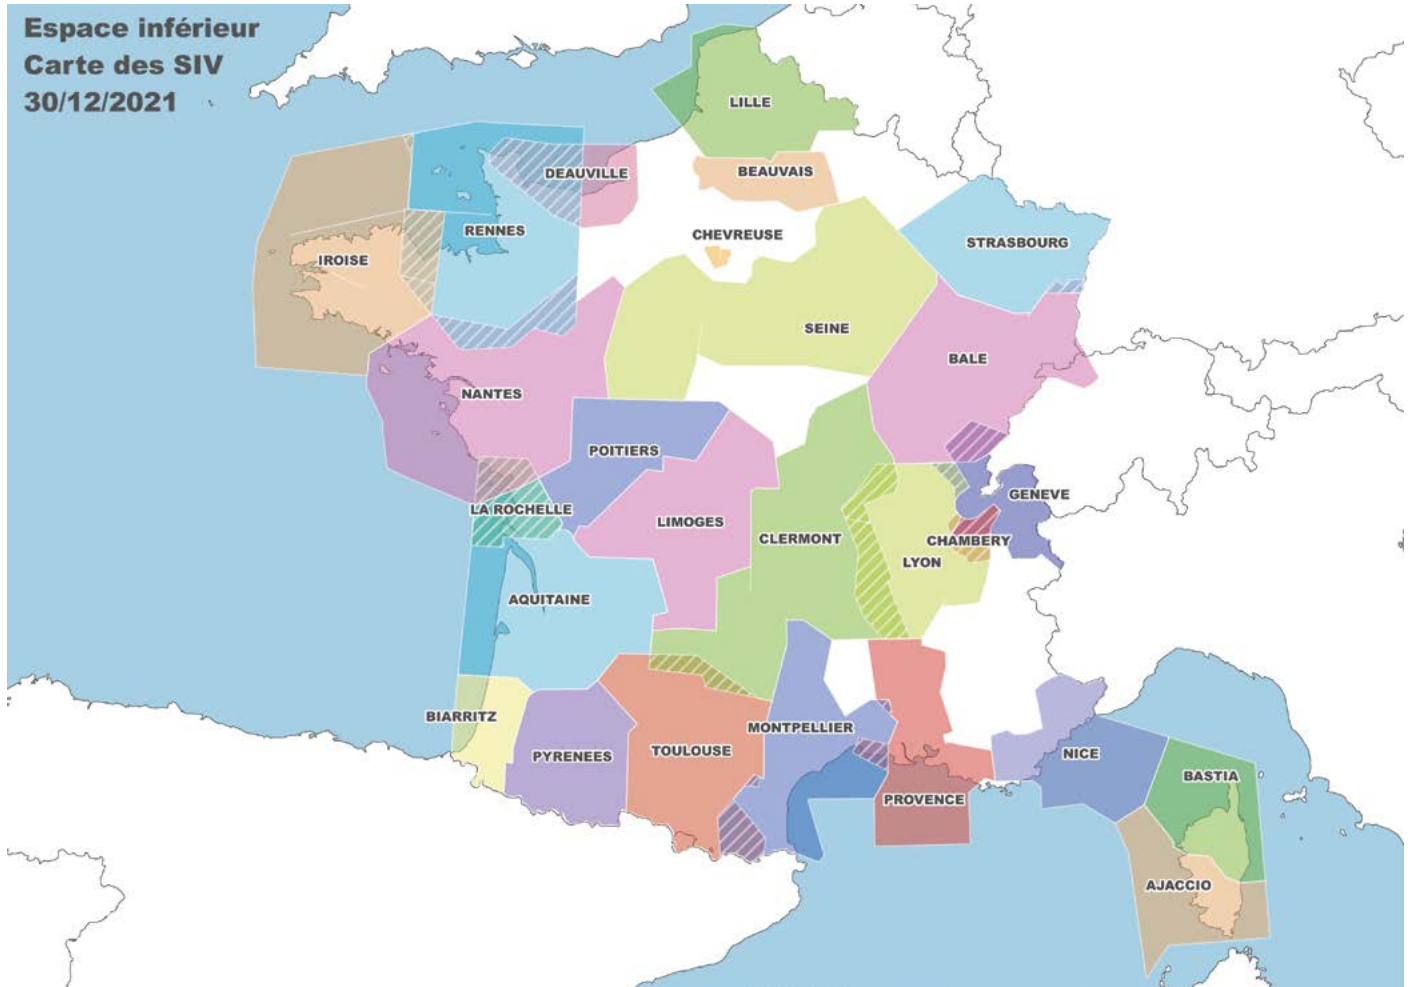 Espace inférieur
Carte des SIV
30/12/2021
LILLE
BEAUVAIS
DEAUVILLE
RENNES
CHEVREUSE
STRASBOURG
IROISE
SEINE
BALE
NANTES
POITIERS
GENEVE
LA ROCHELLE
LIMOGES
CLERMONT
CHAMBERY
LYON
AQUITAINE
BIARRITZ
MONTPELLIER
PYRENEES
TOULOUSE
NICE
BASTIA
PROVENCE
AJACCIO